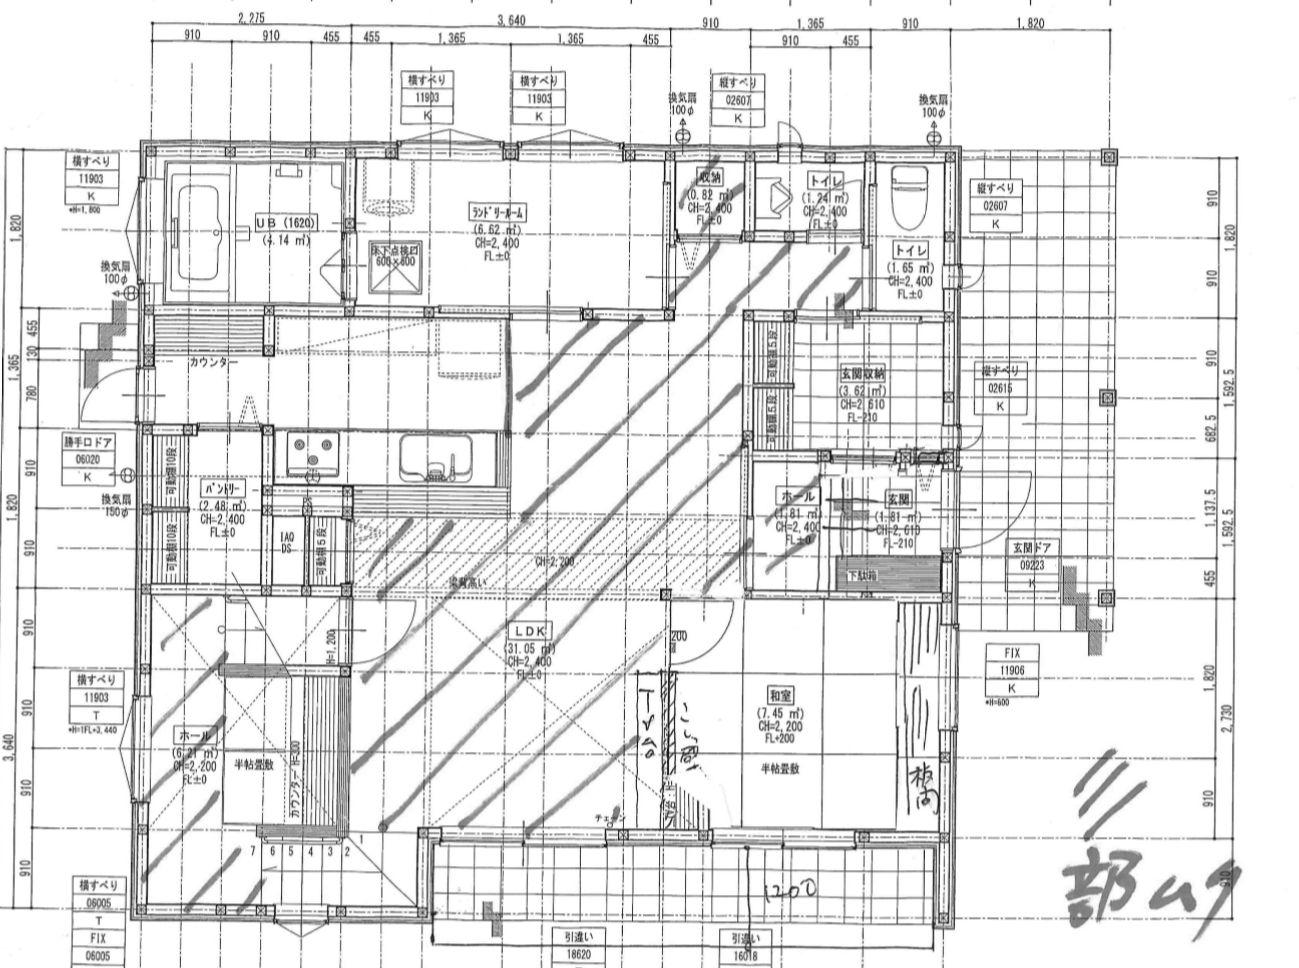 2,275
3,640
910
1,365
910
1,820
910
910
455
455
1,365
1,365
455
910
455
横すべり
11903
K
横すべり
11903
K
換気扇
100φ
縦すべり
02607
K
換気扇
100φ
横すべり
11903
K
*H=1,800
UB (1620)
(4.14 ㎡)
ﾗﾝﾄﾞﾘｰﾙｰﾑ
(6.62 ㎡)
CH=2,400
FL±0
床下点検口
600×600
収納
(0.82 ㎡)
CH=2,400
FL±0
トイレ
(1.24 ㎡)
CH=2,400
FL±0
トイレ
(1.65 ㎡)
CH=2,400
FL±0
縦すべり
02607
K
910
1,820
910
1,820
換気扇
100φ
455
130
1,365
780
カウンター
可動棚5段
可動棚5段
玄関収納
(3.62 ㎡)
CH=2,610
FL-210
縦すべり
02615
K
910
1,592.5
682.5
勝手口ドア
06020
K
換気扇
150φ
910
1,820
910
可動棚10段
可動棚10段
パントリー
(2.48 ㎡)
CH=2,400
FL±0
IAQ
DS
可動棚5段
CH=2,200
梁背高い
ホール
(1.81 ㎡)
CH=2,400
FL±0
玄関
(1.81 ㎡)
CH=2,610
FL-210
下駄箱
玄関ドア
09223
K
1,137.5
1,592.5
455
910
H=1,200
LDK
(31.05 ㎡)
CH=2,400
FL±0
200
和室
(7.45 ㎡)
CH=2,200
FL+200
半帖畳敷
板間
FIX
11906
K
*H=600
1,820
2,730
910
横すべり
11903
T
*H=1FL+3,440
910
3,640
910
910
ホール
(6.21 ㎡)
CH=2,200
FL±0
半帖畳敷
カウンター H=300
7
6
5
4
3
2
1
1200
910
横すべり
06005
T
FIX
06005
引違い
18620
引違い
16018